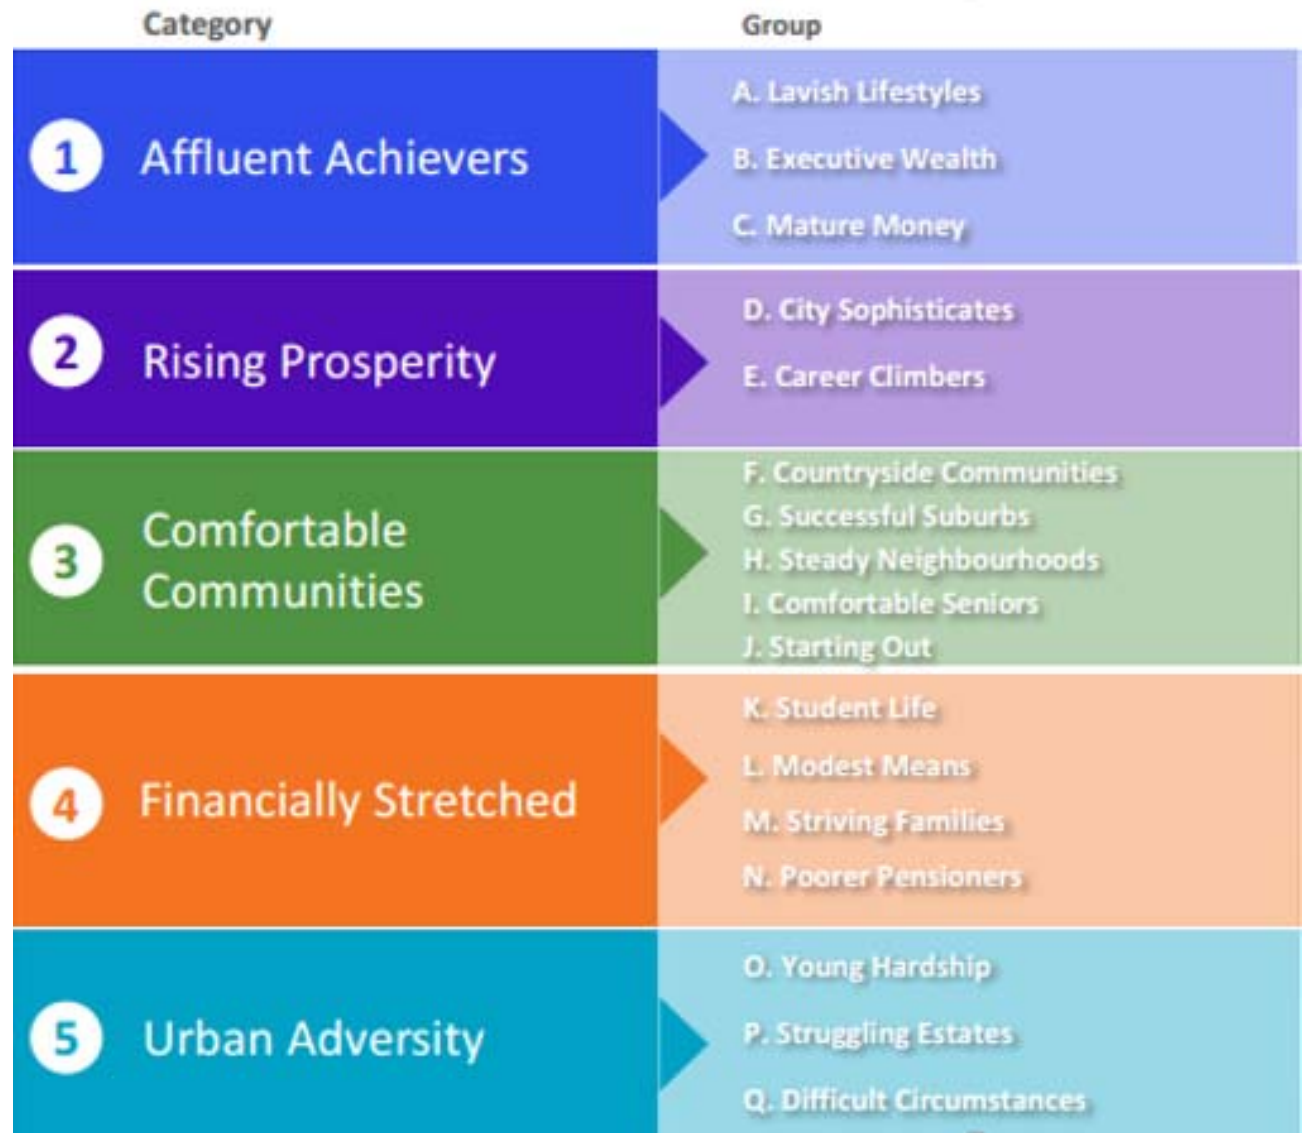 Category
Group
1
Affluent Achievers
A. Lavish Lifestyles
B. Executive Wealth
C. Mature Money
2
Rising Prosperity
D. City Sophisticates
E. Career Climbers
3
Comfortable
Communities
F. Countryside Communities
G. Successful Suburbs
H. Steady Neighbourhoods
I. Comfortable Seniors
J. Starting Out
4
Financially Stretched
K. Student Life
L. Modest Means
M. Striving Families
N. Poorer Pensioners
5
Urban Adversity
O. Young Hardship
P. Struggling Estates
Q. Difficult Circumstances